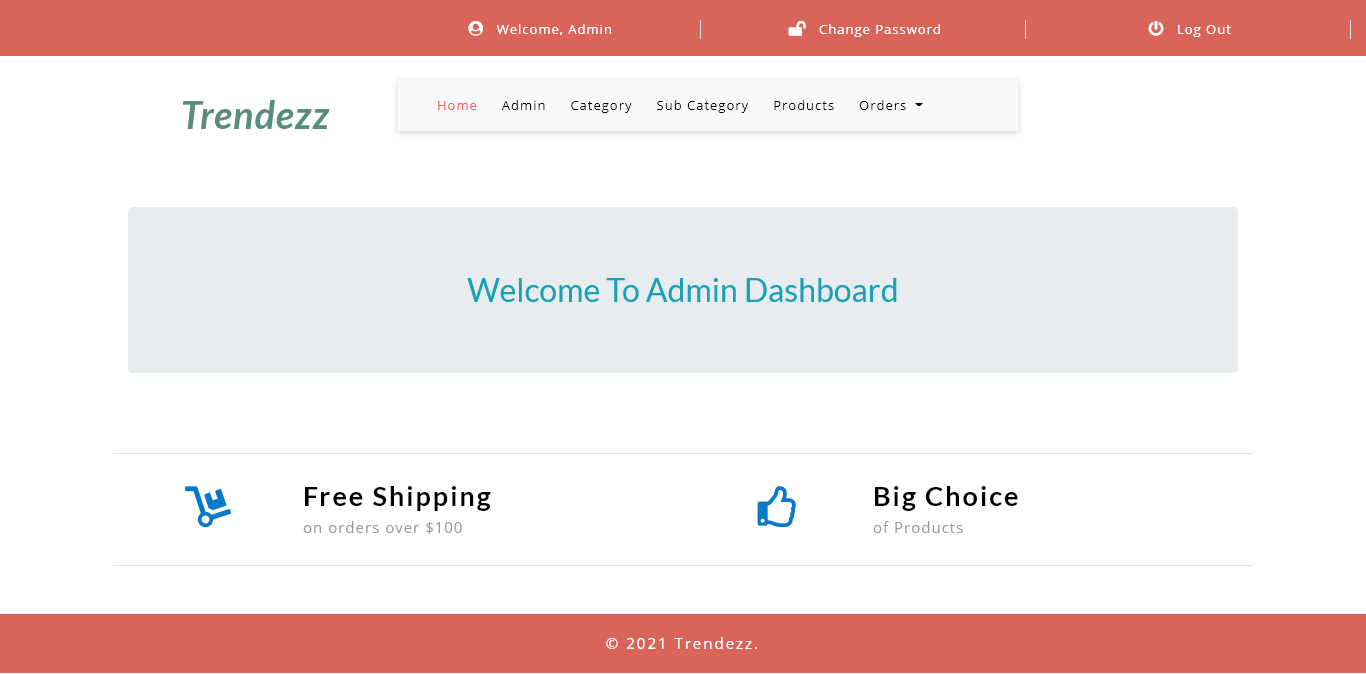 Welcome, Admin
Change Password
Log Out
Trendezz
Home Admin Category Sub Category Products Orders
Welcome To Admin Dashboard
Free Shipping
on orders over $100
Big Choice
of Products
© 2021 Trendezz.